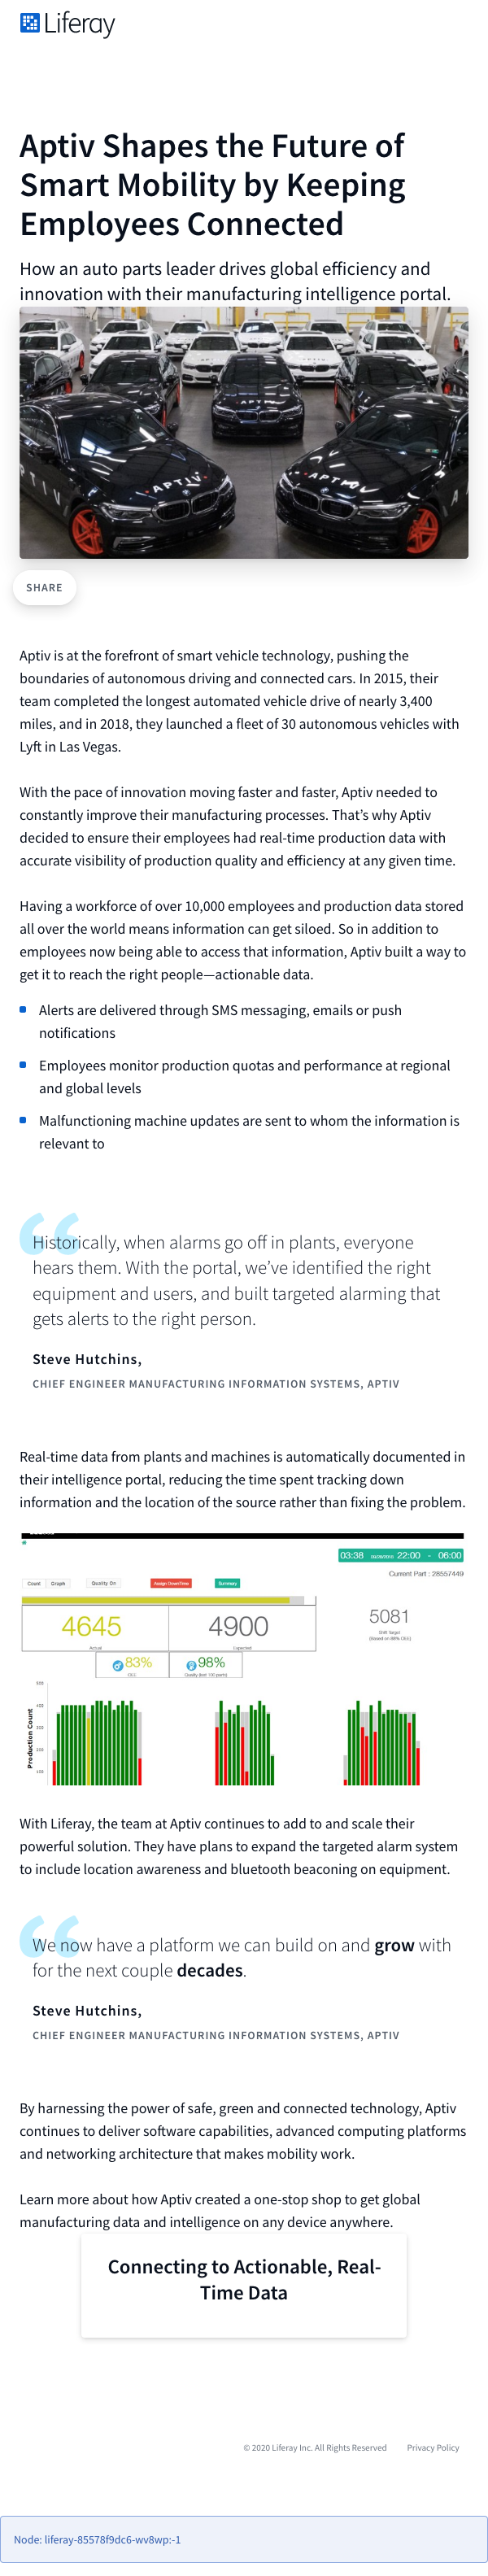 Liferay
Aptiv Shapes the Future of
Smart Mobility by Keeping
Employees Connected
How an auto parts leader drives global efficiency and
innovation with their manufacturing intelligence portal.
APTIV
APTIV
SHARE
Aptiv is at the forefront of smart vehicle technology, pushing the
boundaries of autonomous driving and connected cars. In 2015, their
team completed the longest automated vehicle drive of nearly 3,400
miles, and in 2018, they launched a fleet of 30 autonomous vehicles with
Lyft in Las Vegas.
With the pace of innovation moving faster and faster, Aptiv needed to
constantly improve their manufacturing processes. That’s why Aptiv
decided to ensure their employees had real-time production data with
accurate visibility of production quality and efficiency at any given time.
Having a workforce of over 10,000 employees and production data stored
all over the world means information can get siloed. So in addition to
employees now being able to access that information, Aptiv built a way to
get it to reach the right people—actionable data.
Alerts are delivered through SMS messaging, emails or push
notifications
Employees monitor production quotas and performance at regional
and global levels
Malfunctioning machine updates are sent to whom the information is
relevant to
“
Historically, when alarms go off in plants, everyone
hears them. With the portal, we’ve identified the right
equipment and users, and built targeted alarming that
gets alerts to the right person.
Steve Hutchins,
CHIEF ENGINEER MANUFACTURING INFORMATION SYSTEMS, APTIV
Real-time data from plants and machines is automatically documented in
their intelligence portal, reducing the time spent tracking down
information and the location of the source rather than fixing the problem.
03:38 22:00 - 06:00
Current Part : 28557449
Count Graph Quality On Assign DownTime Summary
4645 4900 5081
Actual Expected Shift Target
(based on 85% OEE)
83% 98%
OEE Quality (last 100 parts)
Production Count
500
400
300
200
100
With Liferay, the team at Aptiv continues to add to and scale their
powerful solution. They have plans to expand the targeted alarm system
to include location awareness and bluetooth beaconing on equipment.
“
We now have a platform we can build on and grow with
for the next couple decades.
Steve Hutchins,
CHIEF ENGINEER MANUFACTURING INFORMATION SYSTEMS, APTIV
By harnessing the power of safe, green and connected technology, Aptiv
continues to deliver software capabilities, advanced computing platforms
and networking architecture that makes mobility work.
Learn more about how Aptiv created a one-stop shop to get global
manufacturing data and intelligence on any device anywhere.
Connecting to Actionable, Real-
Time Data
© 2020 Liferay Inc. All Rights Reserved Privacy Policy
Node: liferay-85578f9dc6-wv8wp:-1